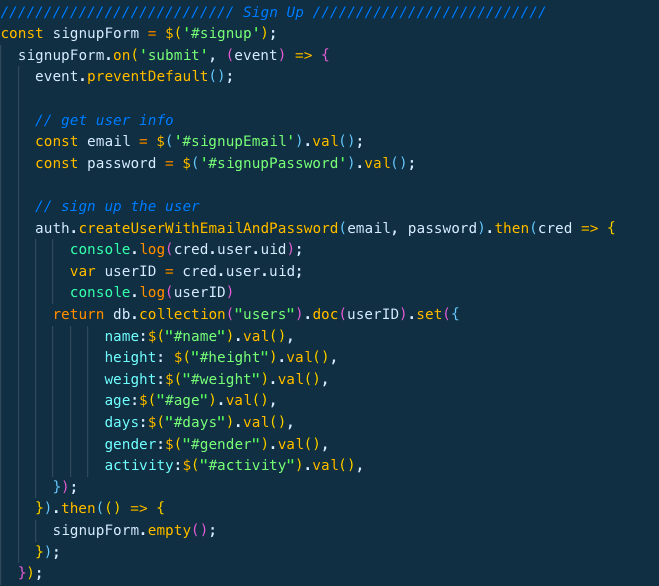 /////////////////////////// Sign Up ///////////////////////////
const signupForm = $('#signup');
  signupForm.on('submit', (event) => {
    event.preventDefault();

    // get user info
    const email = $('#signupEmail').val();
    const password = $('#signupPassword').val();

    // sign up the user
    auth.createUserWithEmailAndPassword(email, password).then(cred => {
        console.log(cred.user.uid);
        var userID = cred.user.uid;
        console.log(userID)
      return db.collection("users").doc(userID).set({
            name:$("#name").val(),
            height: $("#height").val(),
            weight:$("#weight").val(),
            age:$("#age").val(),
            days:$("#days").val(),
            gender:$("#gender").val(),
            activity:$("#activity").val(),
      });
    }).then(() => {
      signupForm.empty();
    });
  });